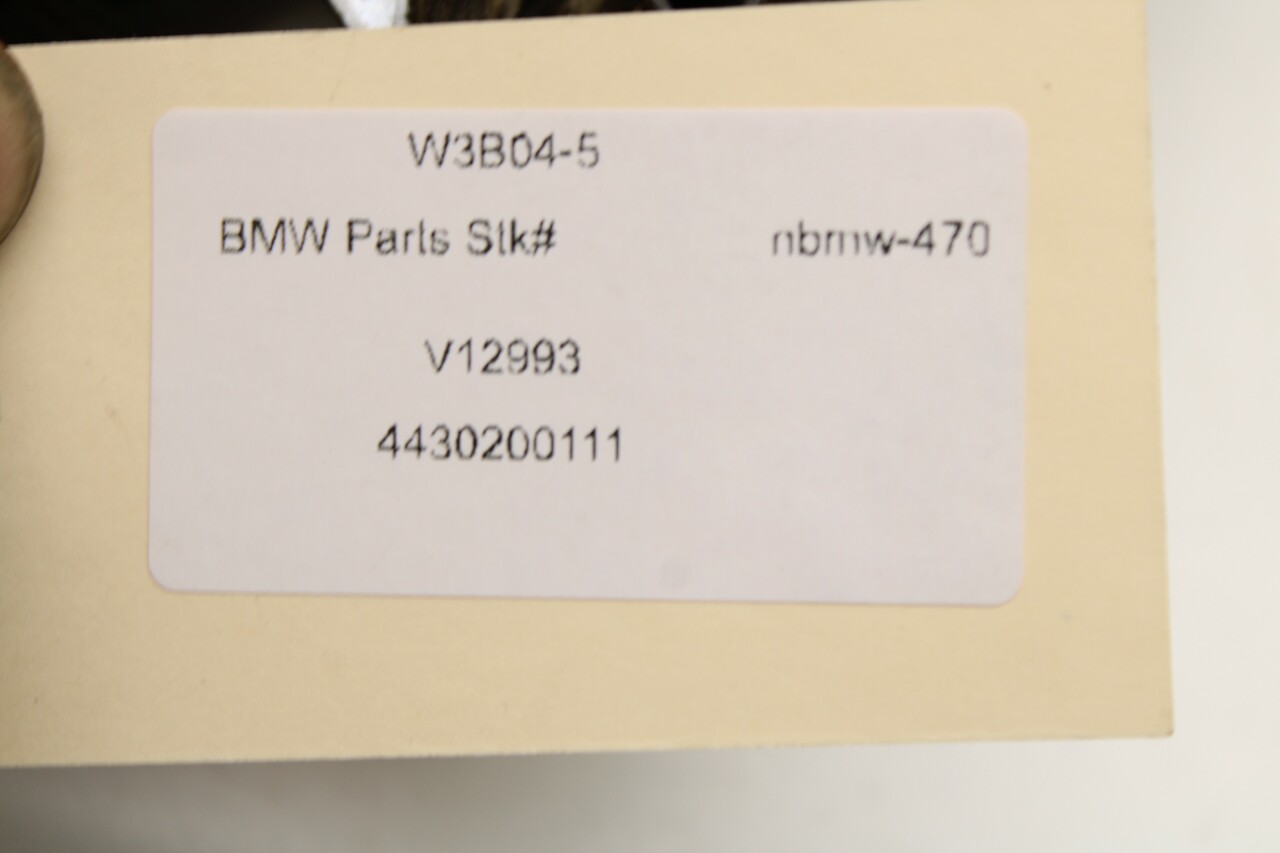 W3B04-5
BMW Parts Stk# nbmw-470
V12993
4430200111